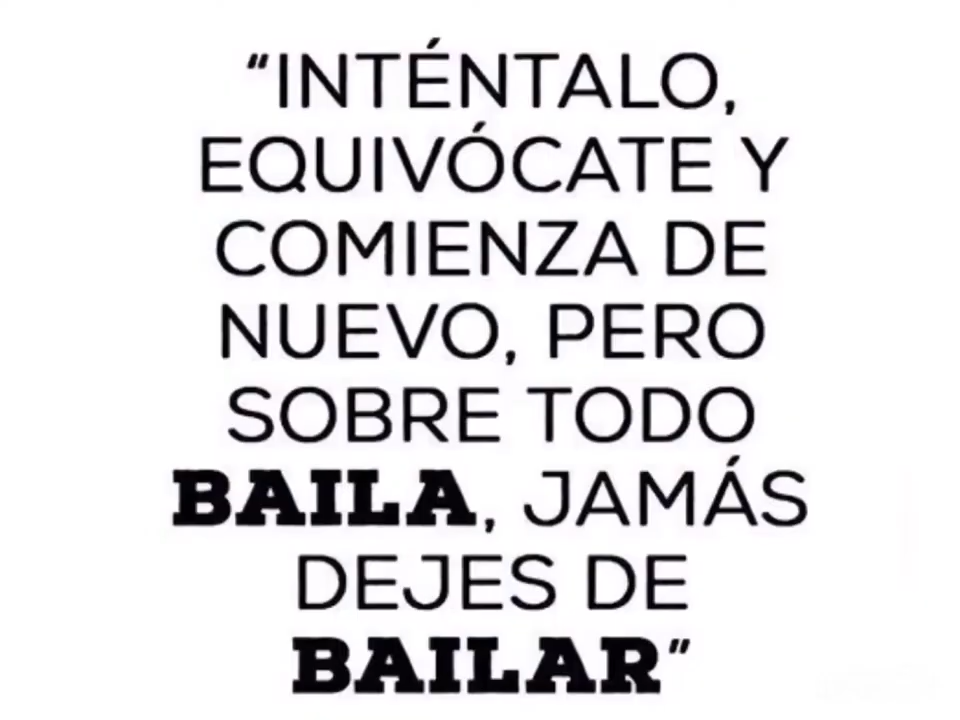 “INTÉNTALO,
EQUIVÓCATE Y
COMIENZA DE
NUEVO, PERO
SOBRE TODO
BAILA, JAMÁS
DEJES DE
BAILAR”